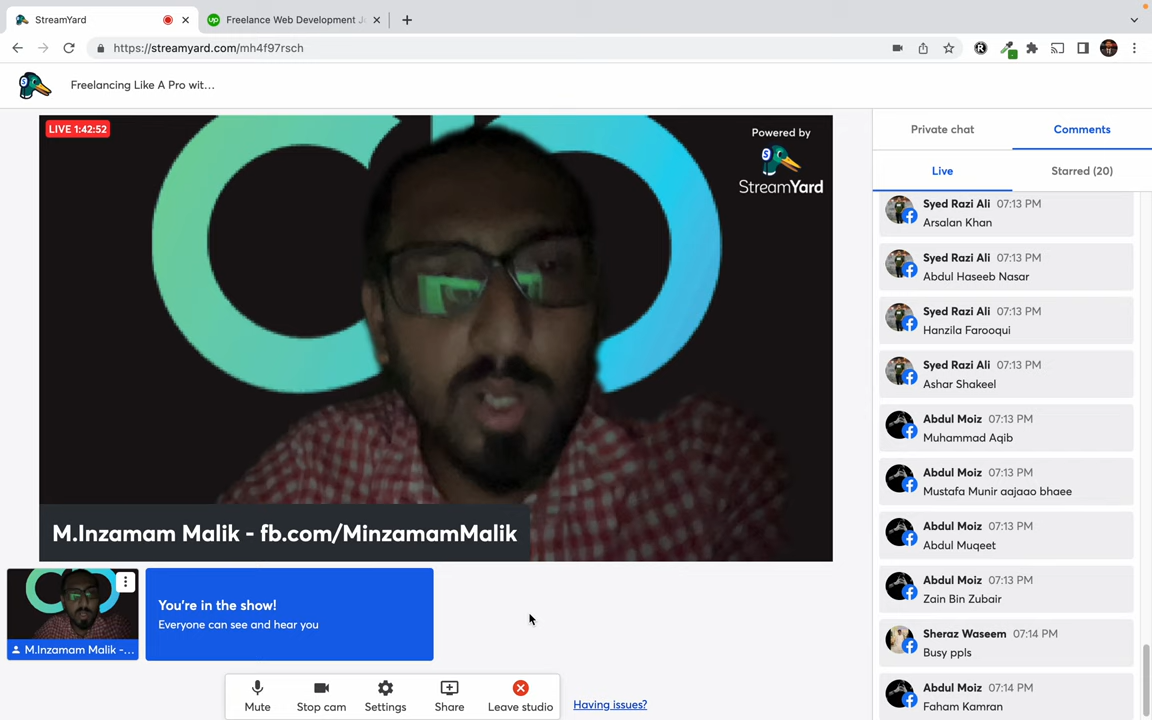 StreamYard
Freelance Web Development J
https://streamyard.com/mh4f97rsch
Freelancing Like A Pro wit...
LIVE 1:42:52
Powered by
StreamYard
M.Inzamam Malik - fb.com/MinzamamMalik
M.Inzamam Malik -...
You're in the show!
Everyone can see and hear you
Mute
Stop cam
Settings
Share
Leave studio
Having issues?
Private chat
Comments
Live
Starred (20)
Syed Razi Ali 07:13 PM
Arsalan Khan
Syed Razi Ali 07:13 PM
Abdul Haseeb Nasar
Syed Razi Ali 07:13 PM
Hanzila Farooqui
Syed Razi Ali 07:13 PM
Ashar Shakeel
Abdul Moiz 07:13 PM
Muhammad Aqib
Abdul Moiz 07:13 PM
Mustafa Munir aajaao bhaee
Abdul Moiz 07:13 PM
Abdul Muqeet
Abdul Moiz 07:13 PM
Zain Bin Zubair
Sheraz Waseem 07:14 PM
Busy ppls
Abdul Moiz 07:14 PM
Faham Kamran